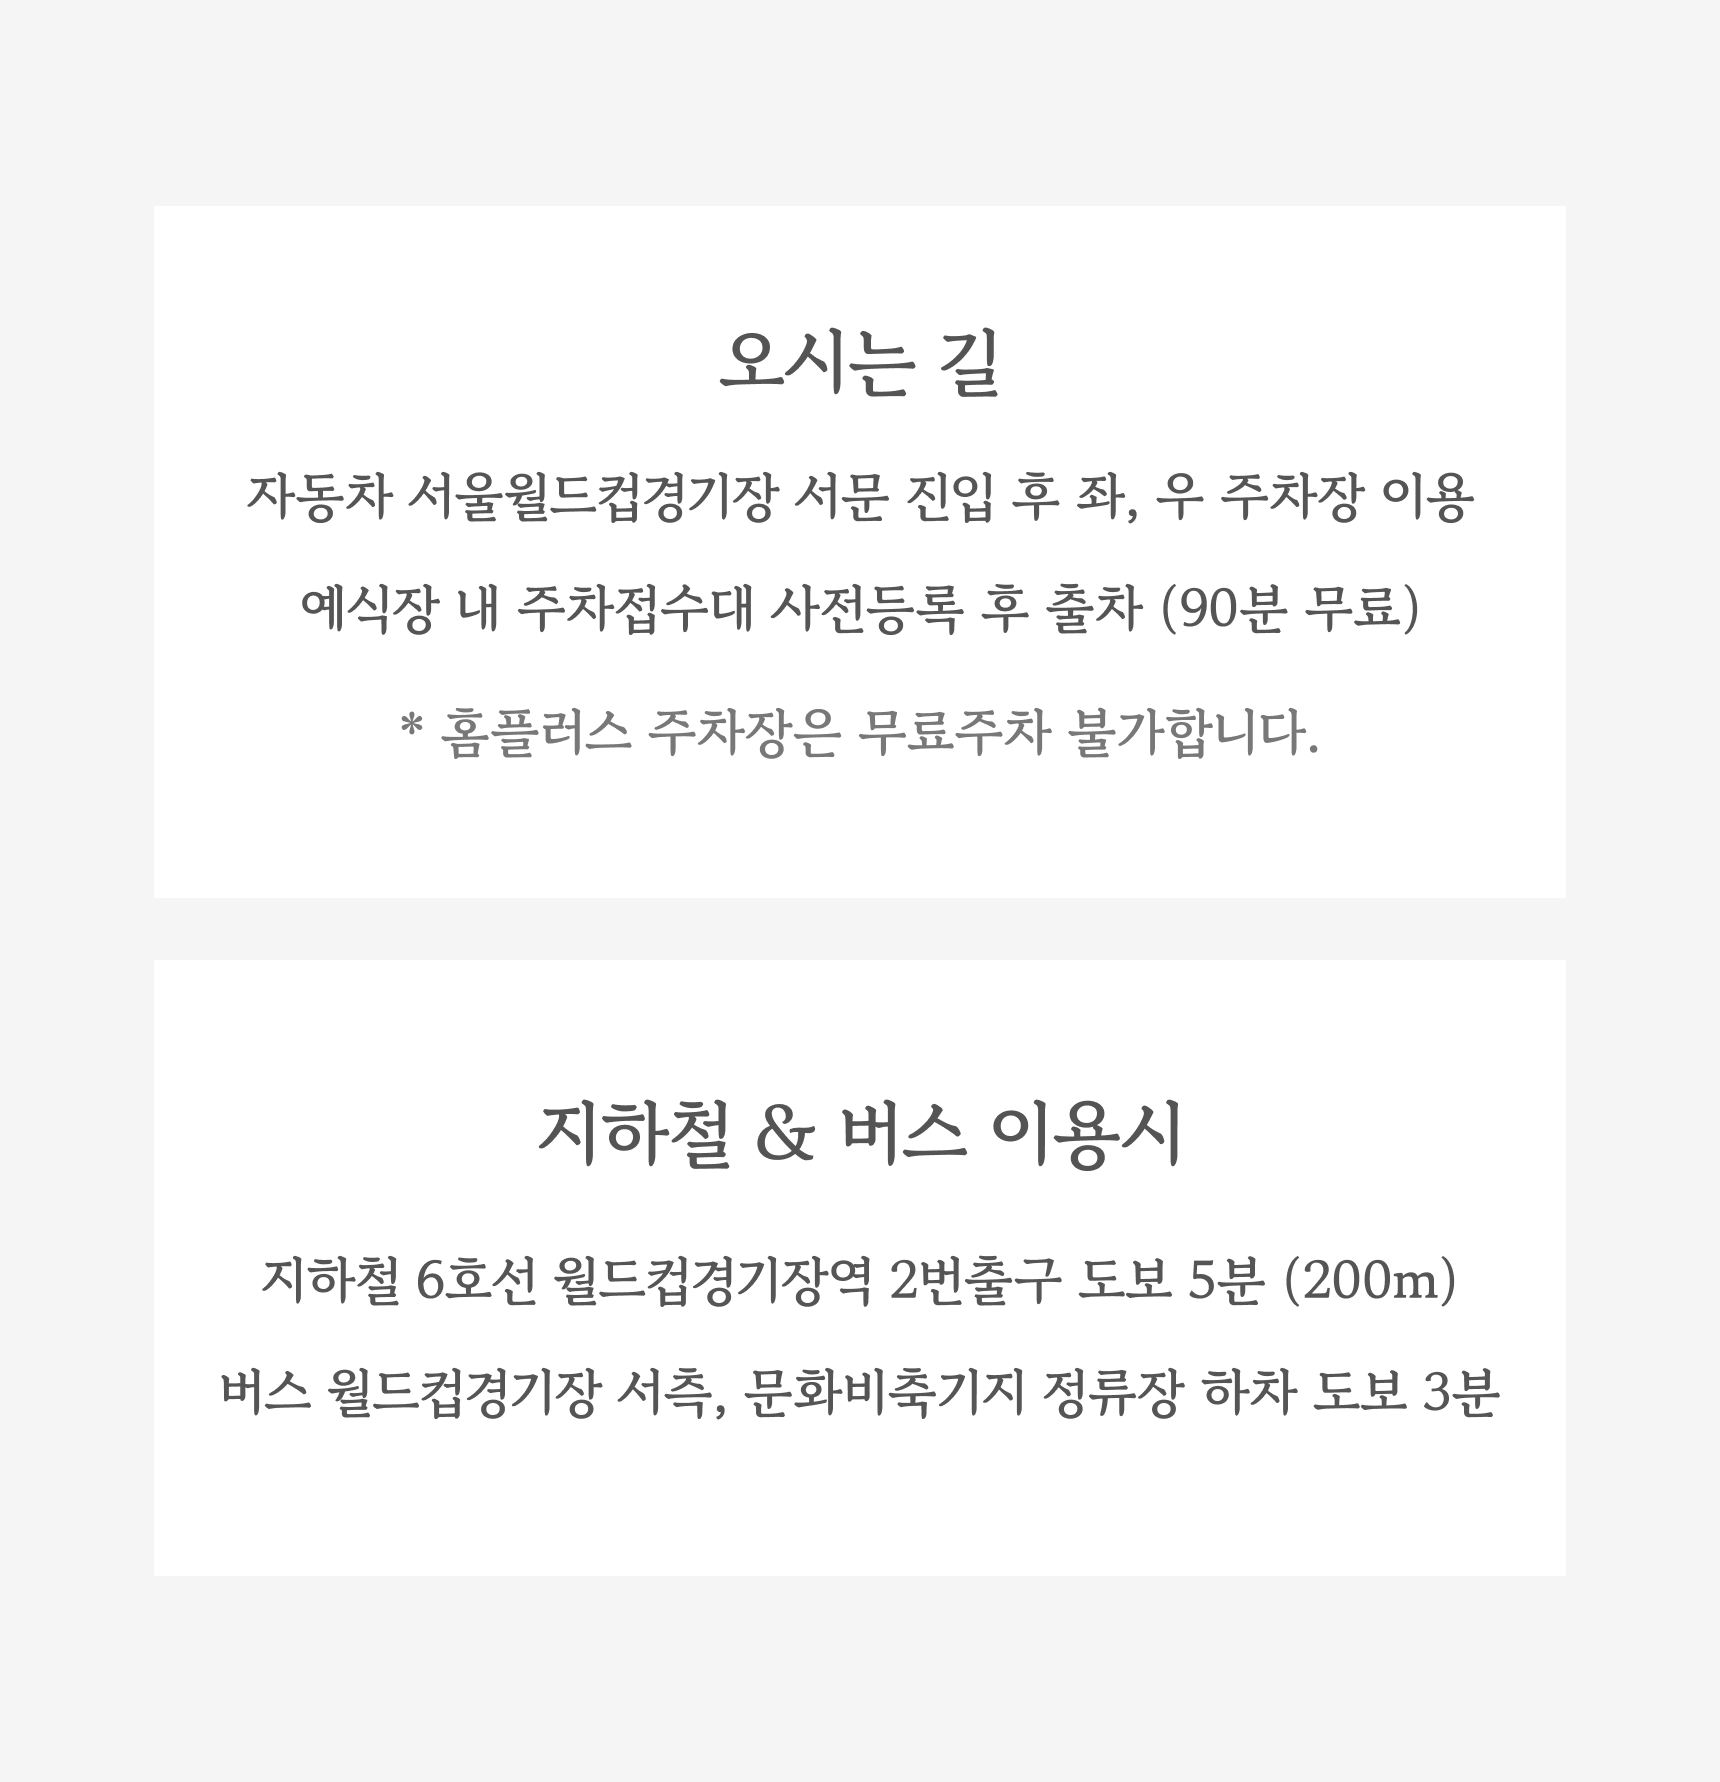 오시는 길
자동차 서울월드컵경기장 서문 진입 후 좌, 우 주차장 이용
예식장 내 주차접수대 사전등록 후 출차 (90분 무료)
* 홈플러스 주차장은 무료주차 불가합니다.
지하철 & 버스 이용시
지하철 6호선 월드컵경기장역 2번출구 도보 5분 (200m)
버스 월드컵경기장 서측, 문화비축기지 정류장 하차 도보 3분